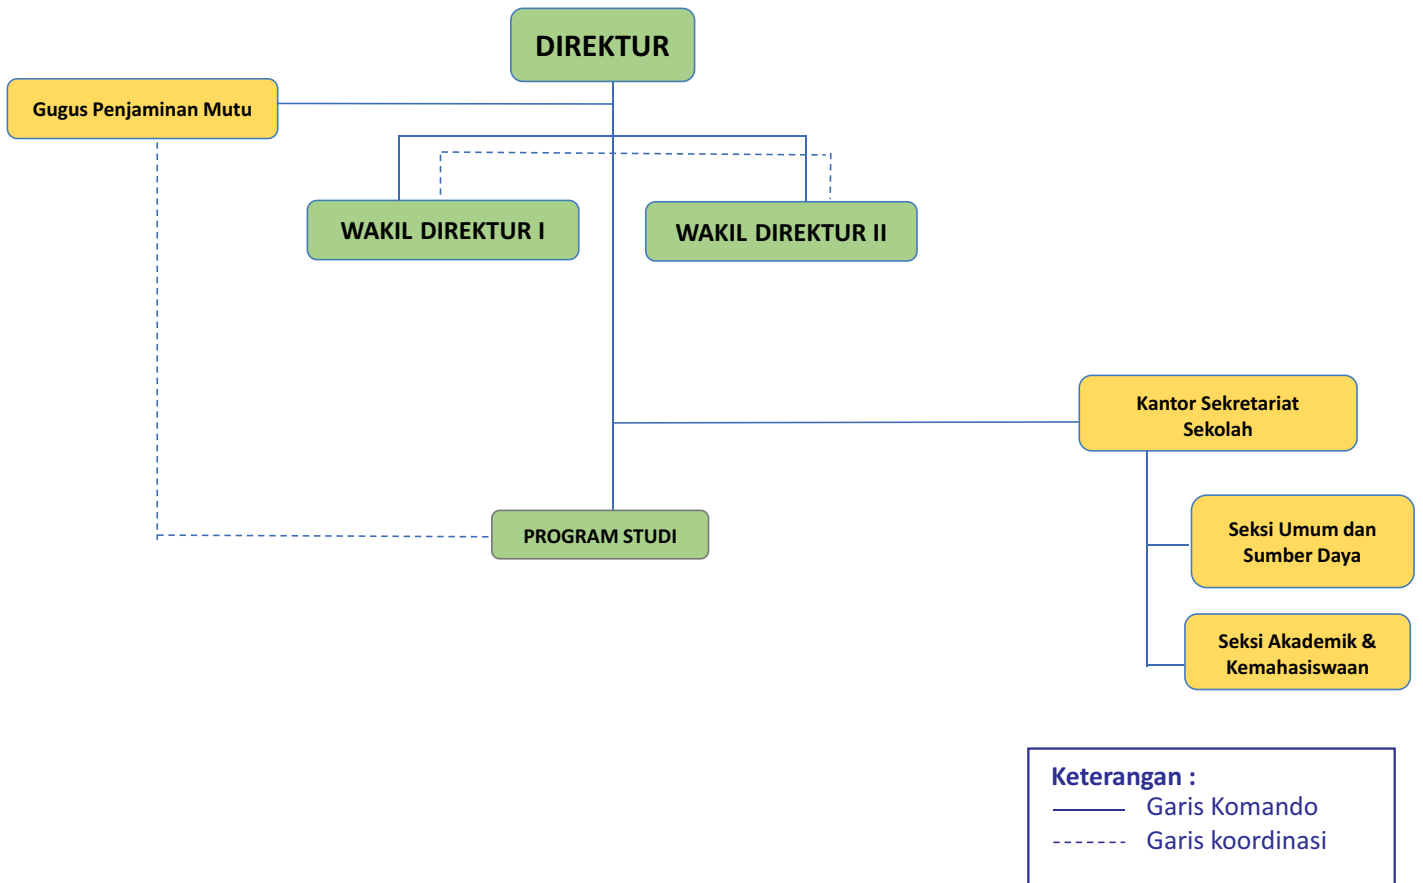 DIREKTUR
Gugus Penjaminan Mutu
WAKIL DIREKTUR I
WAKIL DIREKTUR II
Kantor Sekretariat
Sekolah
PROGRAM STUDI
Seksi Umum dan
Sumber Daya
Seksi Akademik &
Kemahasiswaan
Keterangan :
Garis Komando
Garis koordinasi